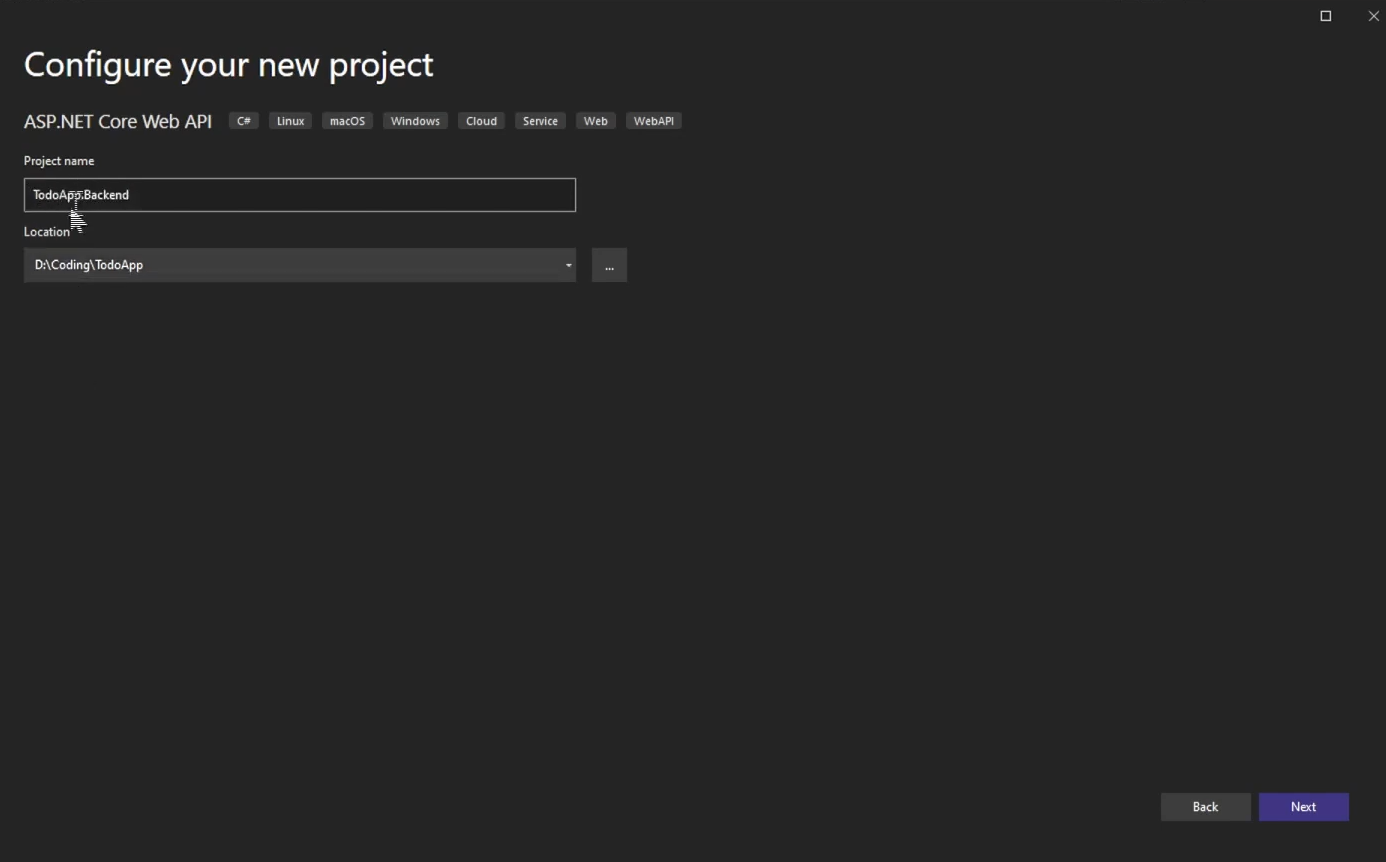 Configure your new project
ASP.NET Core Web API C# Linux macOS Windows Cloud Service Web WebAPI
Project name
TodoApp.Backend
Location
D:\Coding\TodoApp
...
Back Next